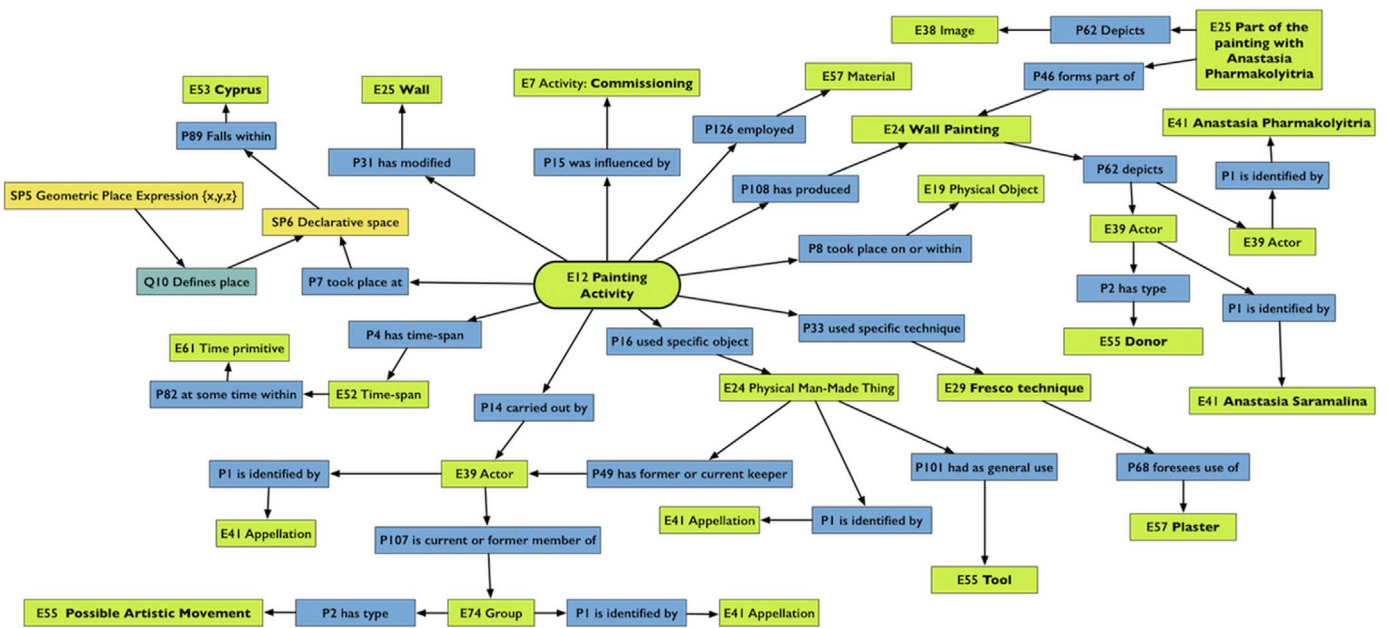 E38 Image
P62 Depicts
E25 Part of the
painting with
Anastasia
Pharmakolyitria
E53 Cyprus
E25 Wall
E7 Activity: Commissioning
E57 Material
P46 forms part of
P89 Falls within
P31 has modified
P15 was influenced by
P126 employed
E24 Wall Painting
E41 Anastasia Pharmakolyitria
SP5 Geometric Place Expression {x,y,z}
P108 has produced
E19 Physical Object
P62 depicts
P1 is identified by
SP6 Declarative space
P8 took place on or within
E39 Actor
E39 Actor
Q10 Defines place
P7 took place at
E12 Painting
Activity
P2 has type
P1 is identified by
P4 has time-span
P16 used specific object
P33 used specific technique
E55 Donor
E61 Time primitive
P82 at some time within
E52 Time-span
P14 carried out by
E24 Physical Man-Made Thing
E29 Fresco technique
E41 Anastasia Saramalina
P1 is identified by
E39 Actor
P49 has former or current keeper
P101 had as general use
P68 foresees use of
E41 Appellation
P107 is current or former member of
E41 Appellation
P1 is identified by
E57 Plaster
E55 Tool
E55 Possible Artistic Movement
P2 has type
E74 Group
P1 is identified by
E41 Appellation